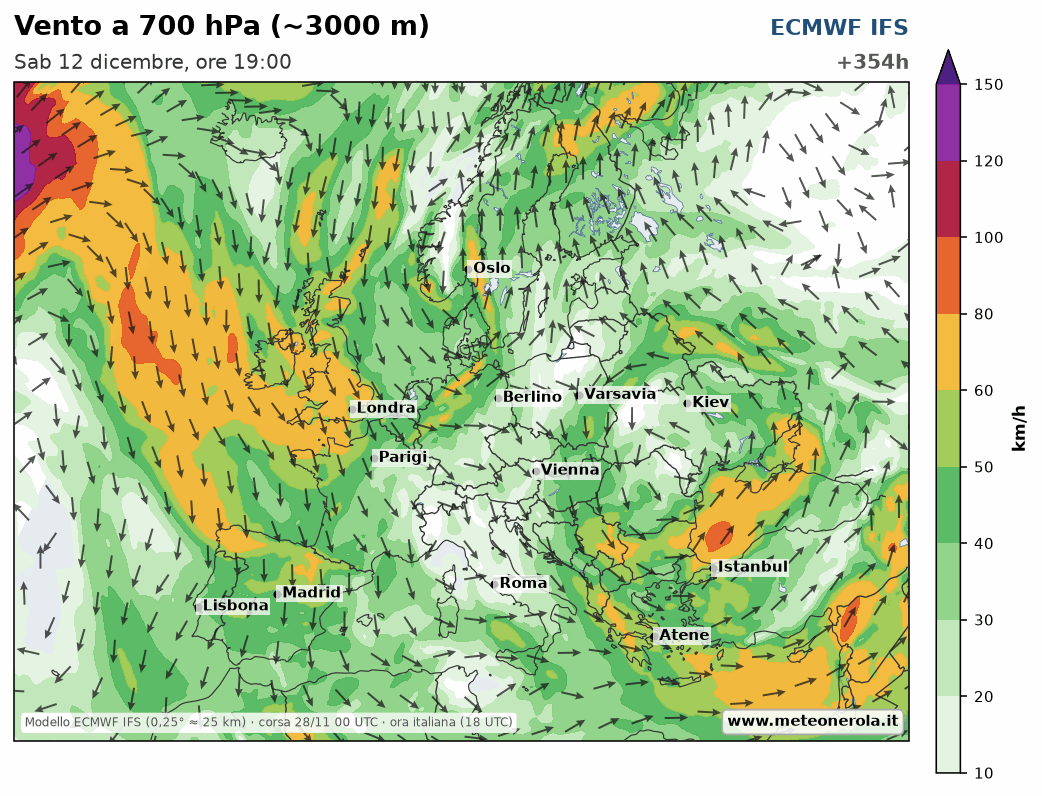 Vento a 700 hPa (~3000 m)
ECMWF IFS
Sab 12 dicembre, ore 19:00
+354h
150
120
100
80
60
50
40
30
20
10
km/h
Oslo
Berlino
Varsavia
Kiev
Londra
Parigi
Vienna
Istanbul
Roma
Madrid
Lisbona
Atene
Modello ECMWF IFS (0,25° ≈ 25 km) · corsa 28/11 00 UTC · ora italiana (18 UTC)
www.meteonerola.it